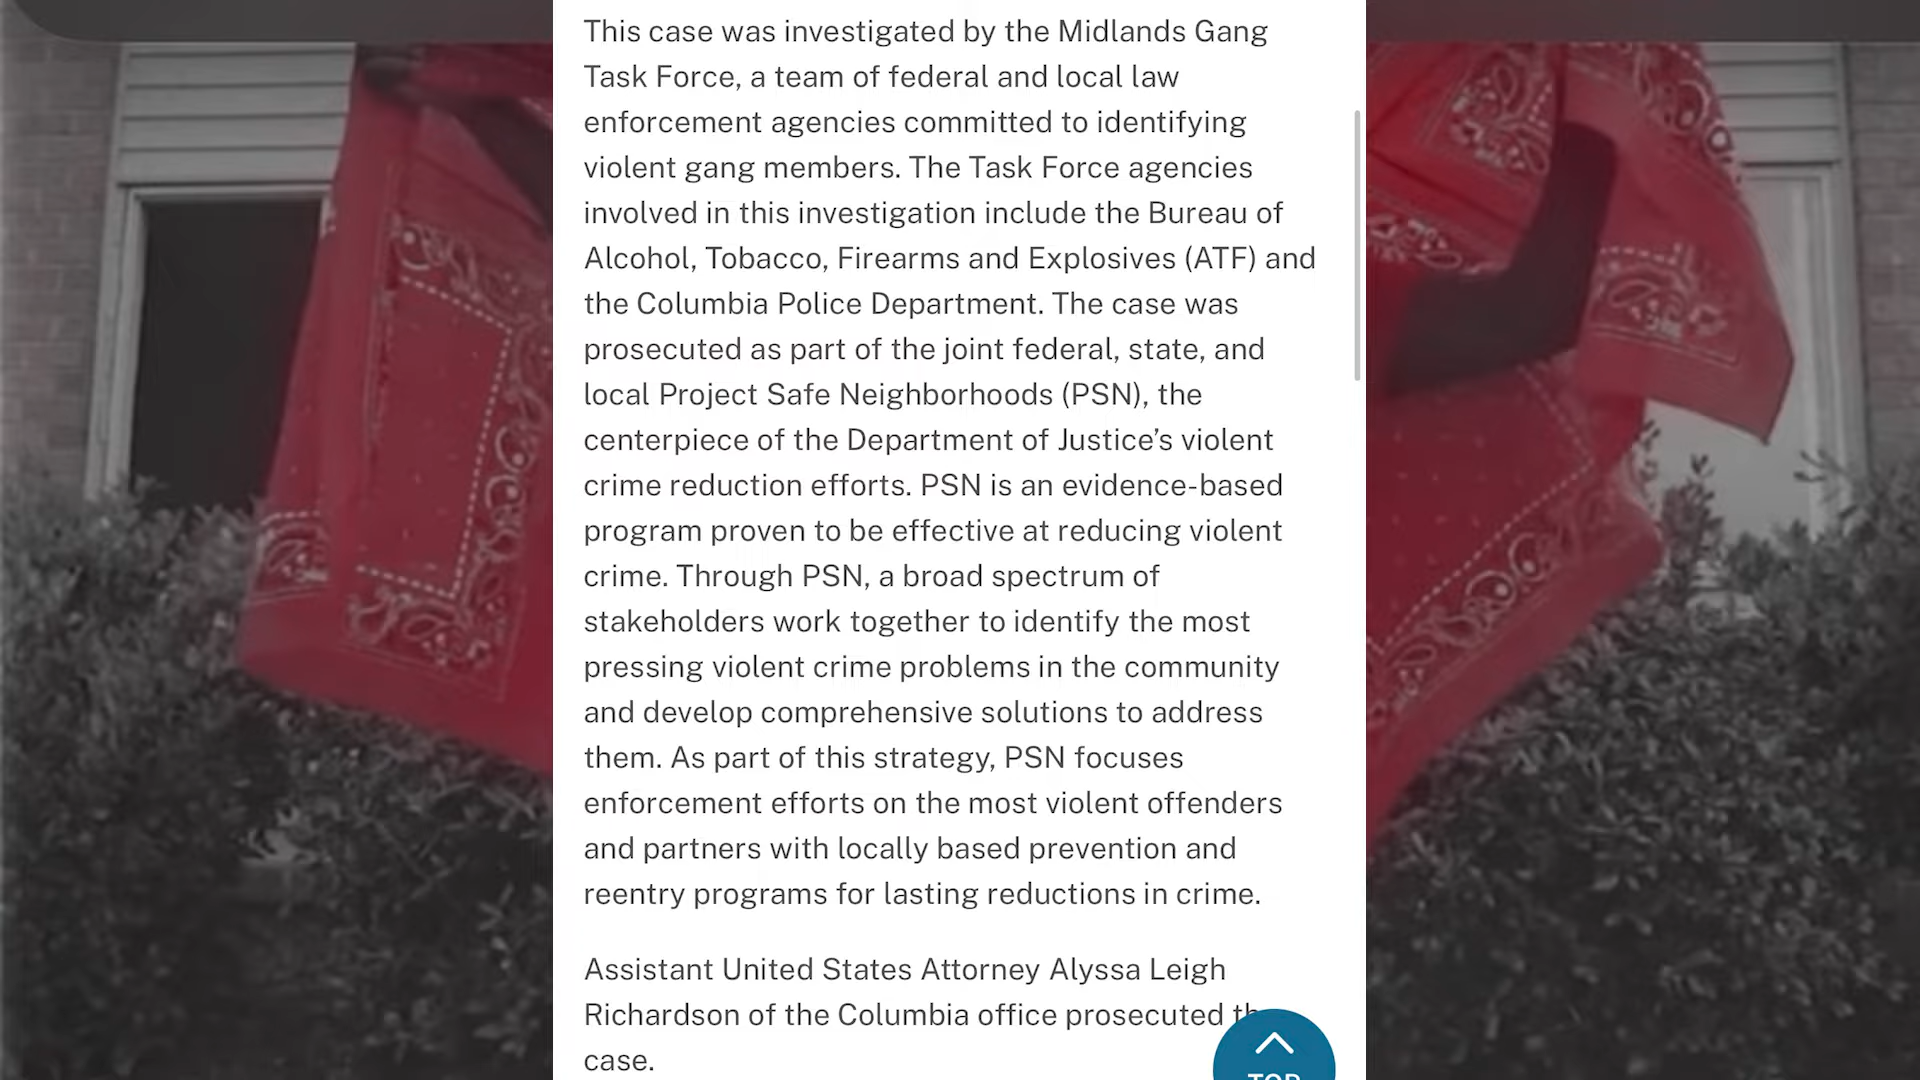 This case was investigated by the Midlands Gang
Task Force, a team of federal and local law
enforcement agencies committed to identifying
violent gang members. The Task Force agencies
involved in this investigation include the Bureau of
Alcohol, Tobacco, Firearms and Explosives (ATF) and
the Columbia Police Department. The case was
prosecuted as part of the joint federal, state, and
local Project Safe Neighborhoods (PSN), the
centerpiece of the Department of Justice’s violent
crime reduction efforts. PSN is an evidence-based
program proven to be effective at reducing violent
crime. Through PSN, a broad spectrum of
stakeholders work together to identify the most
pressing violent crime problems in the community
and develop comprehensive solutions to address
them. As part of this strategy, PSN focuses
enforcement efforts on the most violent offenders
and partners with locally based prevention and
reentry programs for lasting reductions in crime.
Assistant United States Attorney Alyssa Leigh
Richardson of the Columbia office prosecuted the
case.
TOP